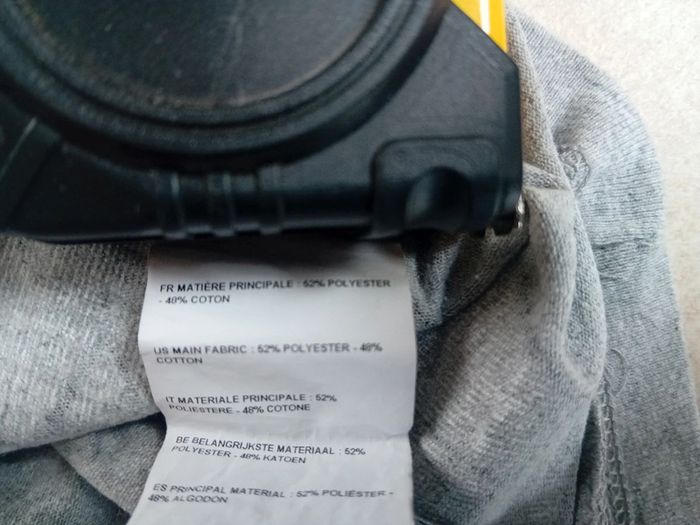 FR MATIÈRE PRINCIPALE : 52% POLYESTER
- 48% COTON
US MAIN FABRIC : 52% POLYESTER - 48%
COTTON
IT MATERIALE PRINCIPALE : 52%
POLIESTERE - 48% COTONE
BE BELANGRIJKSTE MATERIAAL : 52%
POLYESTER - 48% KATOEN
ES PRINCIPAL MATERIAL : 52% POLIÉSTER -
48% ALGODON